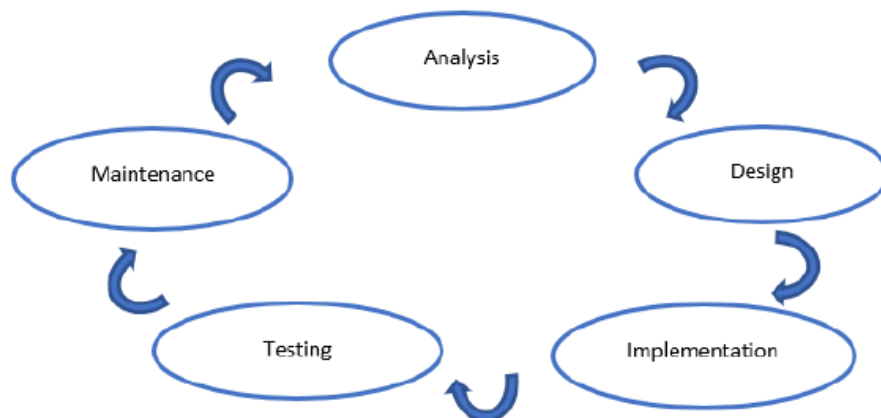 Analysis
Design
Implementation
Testing
Maintenance